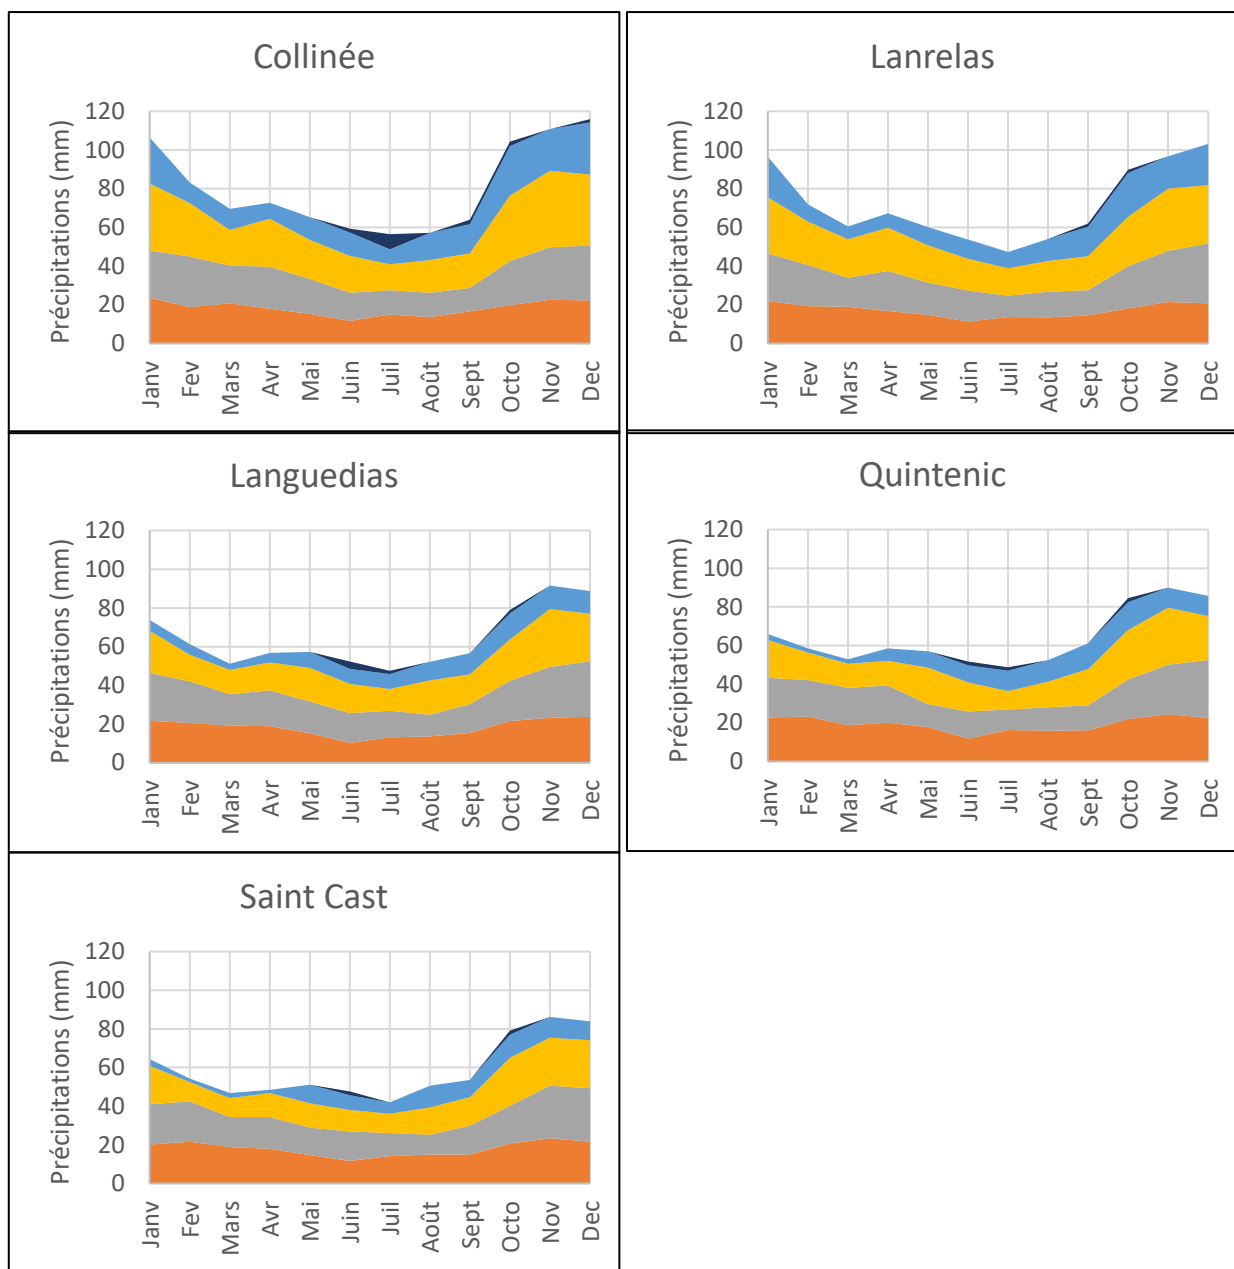 Collinée
Précipitations (mm)
120
100
80
60
40
20
0
Janv
Fev
Mars
Avr
Mai
Juin
Juil
Août
Sept
Octo
Nov
Dec
Lanrelas
Précipitations (mm)
120
100
80
60
40
20
0
Janv
Fev
Mars
Avr
Mai
Juin
Juil
Août
Sept
Octo
Nov
Dec
Languedias
Précipitations (mm)
120
100
80
60
40
20
0
Janv
Fev
Mars
Avr
Mai
Juin
Juil
Août
Sept
Octo
Nov
Dec
Quintenic
Précipitations (mm)
120
100
80
60
40
20
0
Janv
Fev
Mars
Avr
Mai
Juin
Juil
Août
Sept
Octo
Nov
Dec
Saint Cast
Précipitations (mm)
120
100
80
60
40
20
0
Janv
Fev
Mars
Avr
Mai
Juin
Juil
Août
Sept
Octo
Nov
Dec